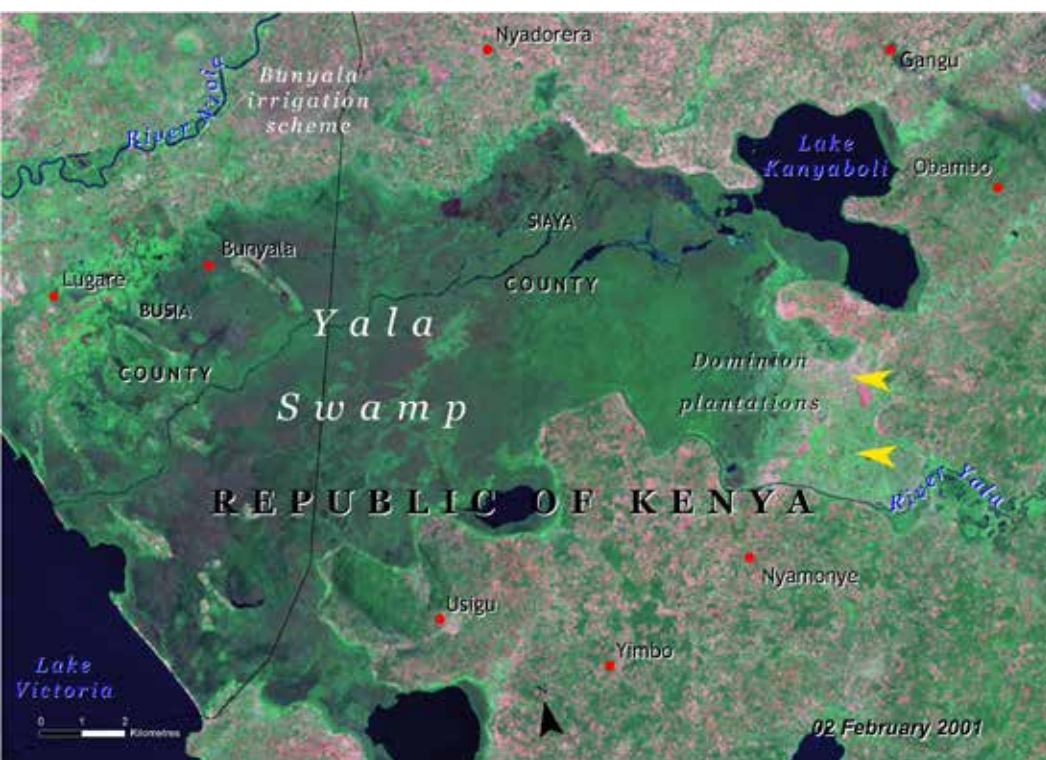 Nyadorera
Gangu
River Nzoia
Bunyala
irrigation
scheme
Lake
Kanyaboli
Obambo
SIAYA
COUNTY
Bunyala
Lugare
BUSIA
COUNTY
Yala
Swamp
Dominion
plantations
REPUBLIC OF KENYA
River Yala
Nyamonye
Usigu
Yimbo
Lake
Victoria
N
0 1 2
Kilometres
02 February 2001